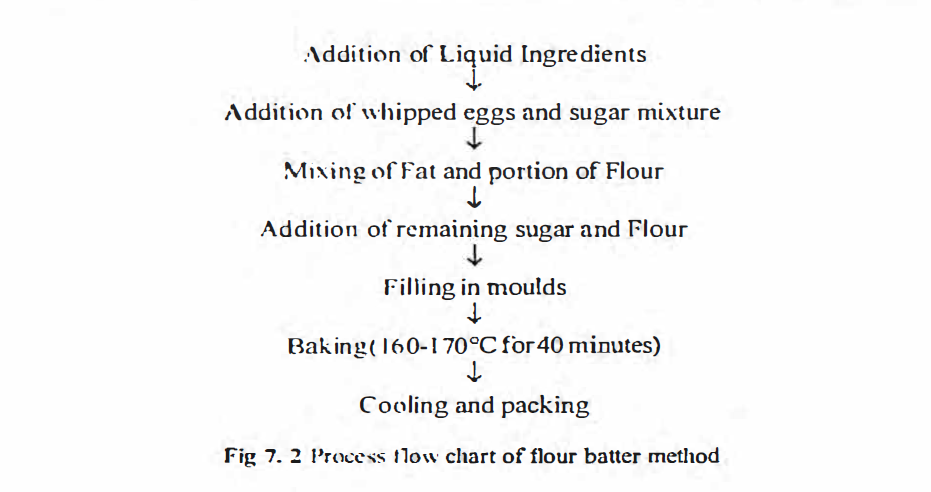 Addition of Liquid Ingredients
↓
Addition of whipped eggs and sugar mixture
↓
Mixing of Fat and portion of Flour
↓
Addition of remaining sugar and Flour
↓
Filling in moulds
↓
Baking(160-170°C for 40 minutes)
↓
Cooling and packing
Fig 7. 2 Process flow chart of flour batter method